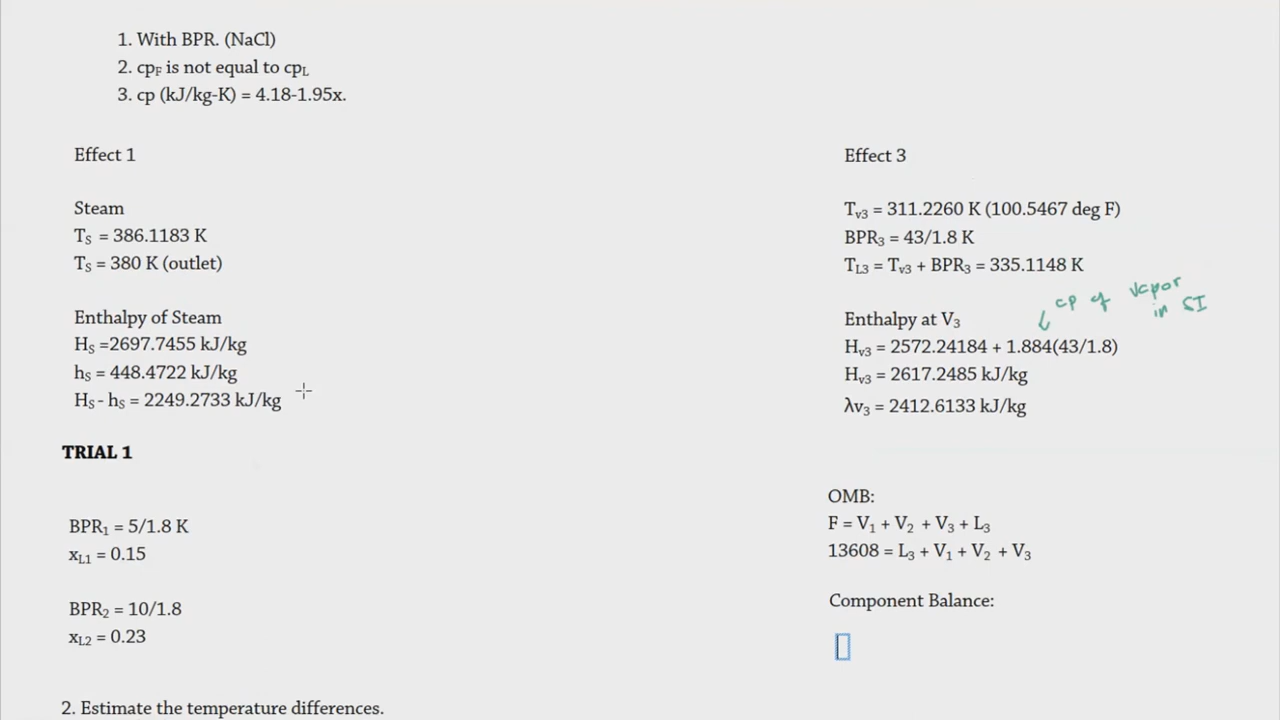 1. With BPR. (NaCl)
2. cpF is not equal to cpL
3. cp (kJ/kg-K) = 4.18-1.95x.
Effect 1
Steam
TS = 386.1183 K
TS = 380 K (outlet)
Enthalpy of Steam
HS =2697.7455 kJ/kg
hS = 448.4722 kJ/kg
HS - hS = 2249.2733 kJ/kg
TRIAL 1
BPR1 = 5/1.8 K
xL1 = 0.15
BPR2 = 10/1.8
xL2 = 0.23
2. Estimate the temperature differences.
Effect 3
Tv3 = 311.2260 K (100.5467 deg F)
BPR3 = 43/1.8 K
TL3 = Tv3 + BPR3 = 335.1148 K
cp of vapor
in SI
Enthalpy at V3
Hv3 = 2572.24184 + 1.884(43/1.8)
Hv3 = 2617.2485 kJ/kg
λv3 = 2412.6133 kJ/kg
OMB:
F = V1 + V2 + V3 + L3
13608 = L3 + V1 + V2 + V3
Component Balance: